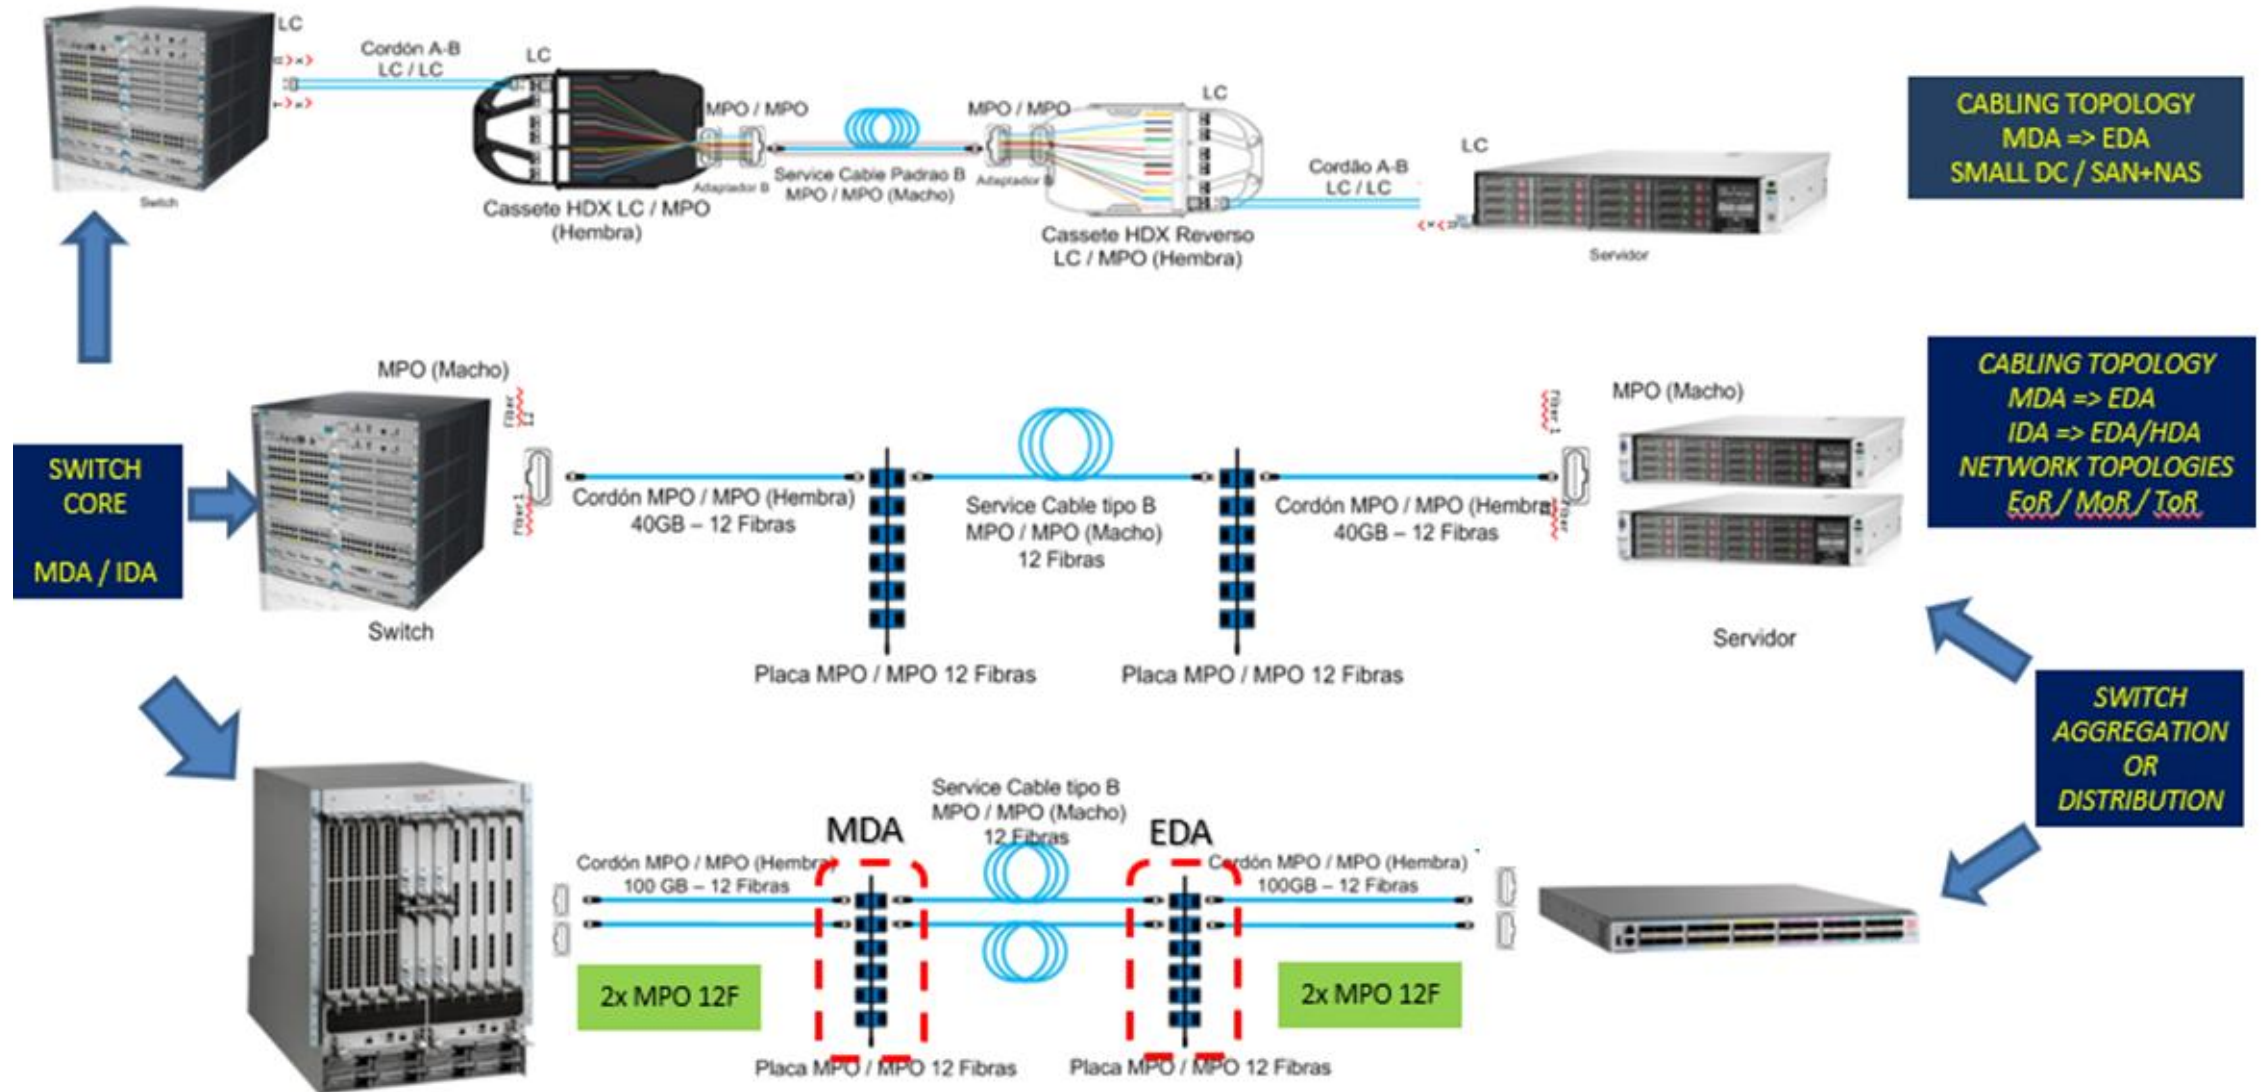 LC
Cordón A-B
LC / LC
LC
MPO / MPO
MPO / MPO
LC
Switch
Cassete HDX LC / MPO
(Hembra)
Adaptador B
Service Cable Padrao B
MPO / MPO (Macho)
Adaptador B
Cassete HDX Reverso
LC / MPO (Hembra)
Cordão A-B
LC / LC
LC
Servidor
CABLING TOPOLOGY
MDA => EDA
SMALL DC / SAN+NAS
SWITCH
CORE
MDA / IDA
MPO (Macho)
Fiber
12
Fiber 1
Switch
Cordón MPO / MPO (Hembra)
40GB – 12 Fibras
Placa MPO / MPO 12 Fibras
Service Cable tipo B
MPO / MPO (Macho)
12 Fibras
Placa MPO / MPO 12 Fibras
Cordón MPO / MPO (Hembra)
40GB – 12 Fibras
Fiber 1
Fiber
MPO (Macho)
Servidor
CABLING TOPOLOGY
MDA => EDA
IDA => EDA/HDA
NETWORK TOPOLOGIES
EoR / MoR / ToR
SWITCH
AGGREGATION
OR
DISTRIBUTION
Cordón MPO / MPO (Hembra)
100 GB – 12 Fibras
2x MPO 12F
MDA
Placa MPO / MPO 12 Fibras
Service Cable tipo B
MPO / MPO (Macho)
12 Fibras
EDA
Placa MPO / MPO 12 Fibras
Cordón MPO / MPO (Hembra)
100GB – 12 Fibras
2x MPO 12F